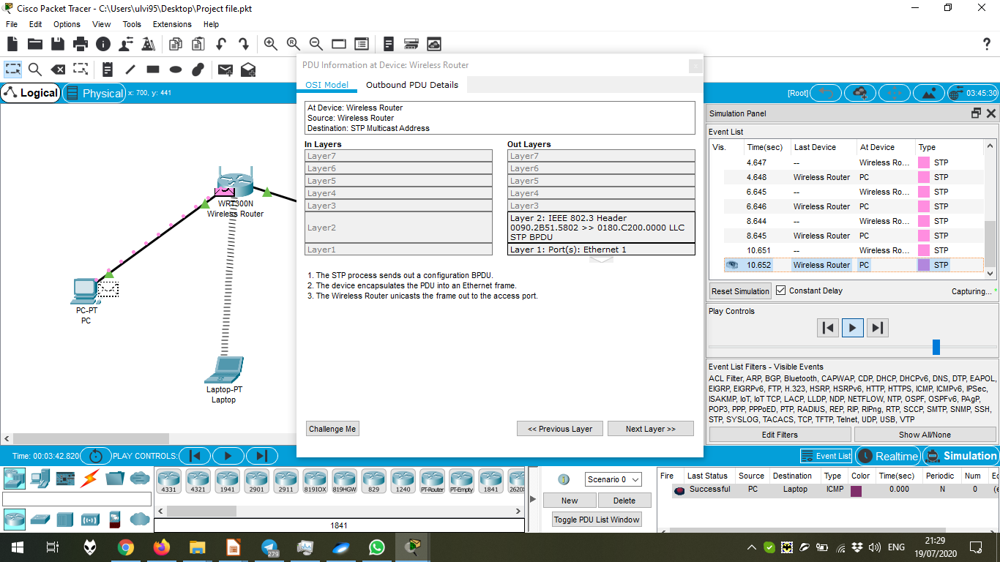 Cisco Packet Tracer - C:\Users\ulvi95\Desktop\Project file.pkt
File Edit Options View Tools Extensions Help
Logical
Physical
x: 700, y: 441
[Root]
03:45:30
WRT300N
Wireless Router
PC-PT
PC
Laptop-PT
Laptop
PDU Information at Device: Wireless Router
OSI Model
Outbound PDU Details
At Device: Wireless Router
Source: Wireless Router
Destination: STP Multicast Address
In Layers
Layer7
Layer6
Layer5
Layer4
Layer3
Layer2
Layer1
Out Layers
Layer7
Layer6
Layer5
Layer4
Layer3
Layer 2: IEEE 802.3 Header
0090.2B51.5802 >> 0180.C200.0000 LLC
STP BPDU
Layer 1: Port(s): Ethernet 1
1. The STP process sends out a configuration BPDU.
2. The device encapsulates the PDU into an Ethernet frame.
3. The Wireless Router unicasts the frame out to the access port.
Challenge Me
<< Previous Layer
Next Layer >>
Simulation Panel
Event List
Vis. Time(sec) Last Device At Device Type
4.647 -- Wireless Ro... STP
4.648 Wireless Router PC STP
6.645 -- Wireless Ro... STP
6.646 Wireless Router PC STP
8.644 -- Wireless Ro... STP
8.645 Wireless Router PC STP
10.651 -- Wireless Ro... STP
10.652 Wireless Router PC STP
Reset Simulation
Constant Delay
Capturing... *
Play Controls
Event List Filters - Visible Events
ACL Filter, ARP, BGP, Bluetooth, CAPWAP, CDP, DHCP, DHCPv6, DNS, DTP, EAPOL,
EIGRP, EIGRPv6, FTP, H.323, HSRP, HSRPv6, HTTP, HTTPS, ICMP, ICMPv6, IPSec,
ISAKMP, IoT, IoT TCP, LACP, LLDP, NDP, NETFLOW, NTP, OSPF, OSPFv6, PAgP,
POP3, PPP, PPPoED, PTP, RADIUS, REP, RIP, RIPng, RTP, SCCP, SMTP, SNMP, SSH,
STP, SYSLOG, TACACS, TCP, TFTP, Telnet, UDP, USB, VTP
Edit Filters
Show All/None
Time: 00:03:42.820
PLAY CONTROLS:
Event List
Realtime
Simulation
4331 4321 1941 2901 2911 819IOX 819HGW 829 1240 PT-Router PT-Empty 1841 2620X
1841
Scenario 0
New
Delete
Toggle PDU List Window
Fire Last Status Source Destination Type Color Time(sec) Periodic Num Ed
Successful PC Laptop ICMP 0.000 N 0 (e
279
ENG
21:29
19/07/2020